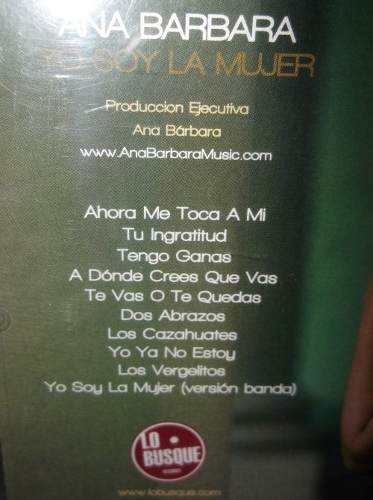 ANA BARBARA
YO SOY LA MUJER
Produccion Ejecutiva
Ana Bárbara
www.AnaBarbaraMusic.com
Ahora Me Toca A Mi
Tu Ingratitud
Tengo Ganas
A Dónde Crees Que Vas
Te Vas O Te Quedas
Dos Abrazos
Los Cazahuates
Yo Ya No Estoy
Los Vergelitos
Yo Soy La Mujer (versión banda)
LO
BUSQUE
www.lobusque.com